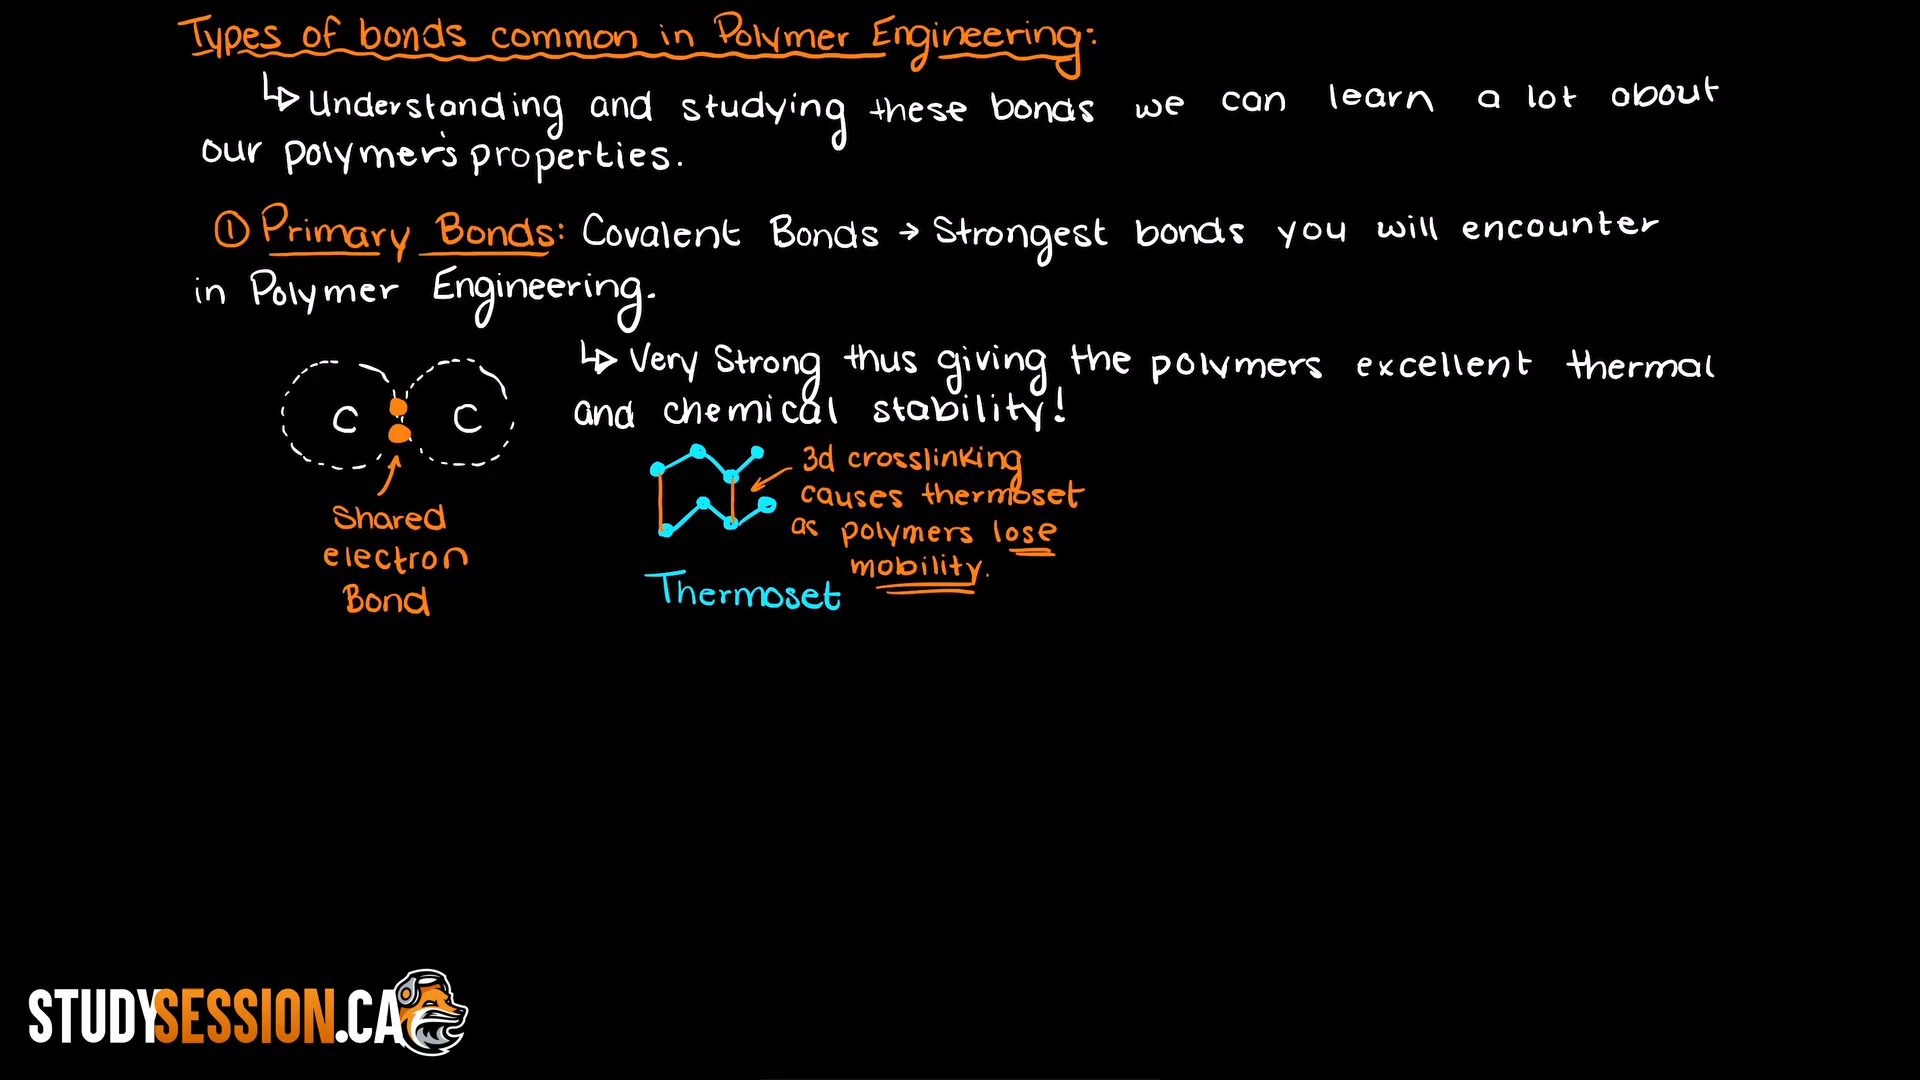 Types of bonds common in Polymer Engineering:
↳ Understanding and studying these bonds we can learn a lot about
our polymer's properties.
① Primary Bonds: Covalent Bonds → Strongest bonds you will encounter
in Polymer Engineering.
↳ Very Strong thus giving the polymers excellent thermal
and chemical stability!
C C
Shared
electron
Bond
3d crosslinking
causes thermoset
as polymers lose
mobility.
Thermoset
STUDYSESSION.CA